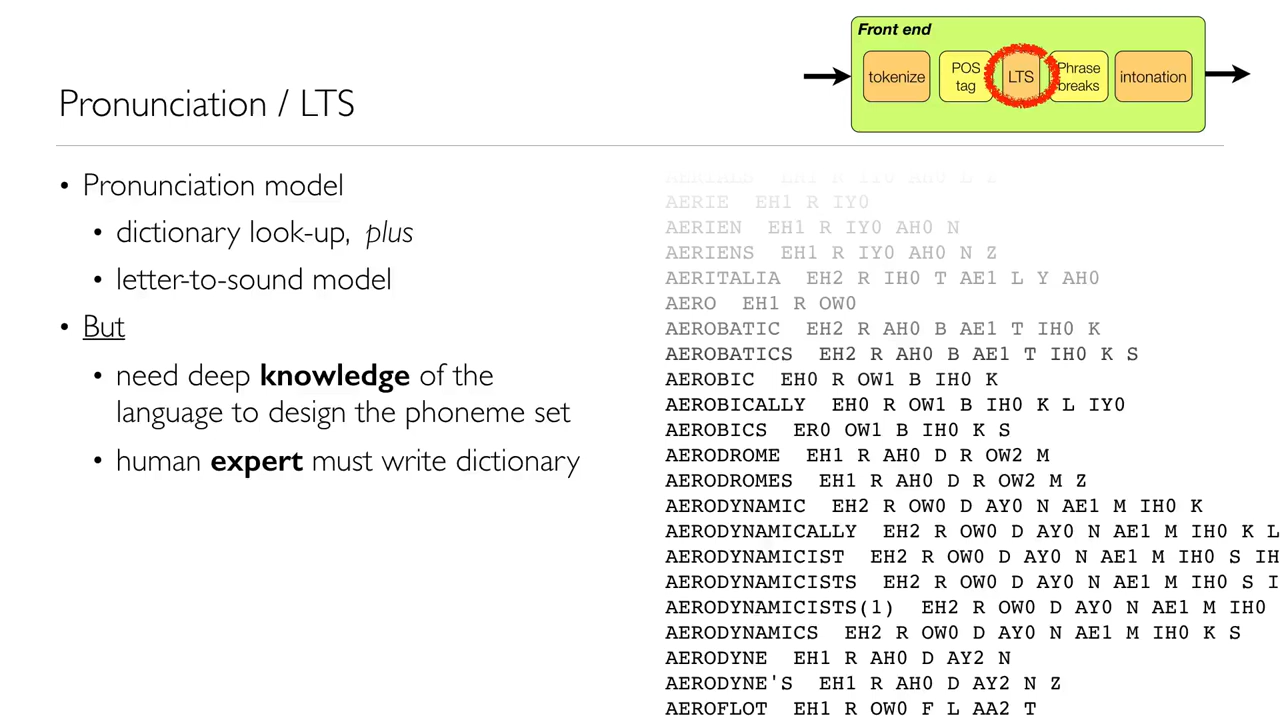 Front end
tokenize
POS
tag
LTS
Phrase
breaks
intonation
Pronunciation / LTS
• Pronunciation model
• dictionary look-up, plus
• letter-to-sound model
• But
• need deep knowledge of the
language to design the phoneme set
• human expert must write dictionary
AERIALS EH1 R IY0 AH0 L Z
AERIE EH1 R IY0
AERIEN EH1 R IY0 AH0 N
AERIENS EH1 R IY0 AH0 N Z
AERITALIA EH2 R IH0 T AE1 L Y AH0
AERO EH1 R OW0
AEROBATIC EH2 R AH0 B AE1 T IH0 K
AEROBATICS EH2 R AH0 B AE1 T IH0 K S
AEROBIC EH0 R OW1 B IH0 K
AEROBICALLY EH0 R OW1 B IH0 K L IY0
AEROBICS ER0 OW1 B IH0 K S
AERODROME EH1 R AH0 D R OW2 M
AERODROMES EH1 R AH0 D R OW2 M Z
AERODYNAMIC EH2 R OW0 D AY0 N AE1 M IH0 K
AERODYNAMICALLY EH2 R OW0 D AY0 N AE1 M IH0 K L
AERODYNAMICIST EH2 R OW0 D AY0 N AE1 M IH0 S IH
AERODYNAMICISTS EH2 R OW0 D AY0 N AE1 M IH0 S I
AERODYNAMICISTS(1) EH2 R OW0 D AY0 N AE1 M IH0
AERODYNAMICS EH2 R OW0 D AY0 N AE1 M IH0 K S
AERODYNE EH1 R AH0 D AY2 N
AERODYNE'S EH1 R AH0 D AY2 N Z
AEROFLOT EH1 R OW0 F L AA2 T